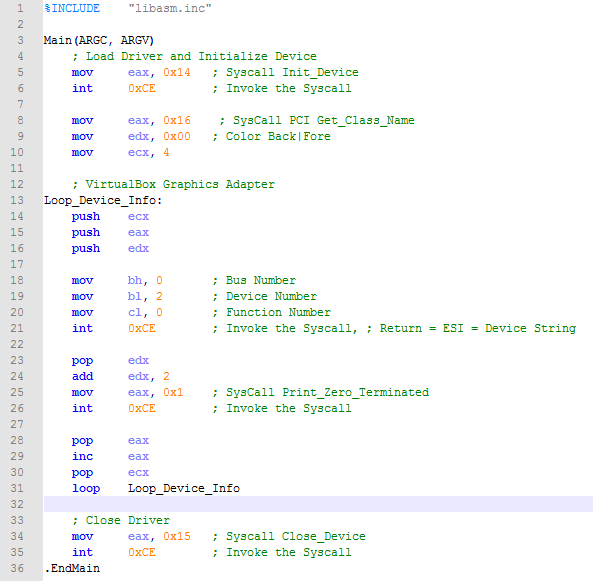 1 %INCLUDE "libasm.inc"
2
3 Main(ARGC, ARGV)
4 ; Load Driver and Initialize Device
5 mov eax, 0x14 ; Syscall Init_Device
6 int 0xCE ; Invoke the Syscall
7
8 mov eax, 0x16 ; SysCall PCI Get_Class_Name
9 mov edx, 0x00 ; Color Back|Fore
10 mov ecx, 4
11
12 ; VirtualBox Graphics Adapter
13 Loop_Device_Info:
14 push ecx
15 push eax
16 push edx
17
18 mov bh, 0 ; Bus Number
19 mov bl, 2 ; Device Number
20 mov cl, 0 ; Function Number
21 int 0xCE ; Invoke the Syscall, ; Return = ESI = Device String
22
23 pop edx
24 add edx, 2
25 mov eax, 0x1 ; SysCall Print_Zero_Terminated
26 int 0xCE ; Invoke the Syscall
27
28 pop eax
29 inc eax
30 pop ecx
31 loop Loop_Device_Info
32
33 ; Close Driver
34 mov eax, 0x15 ; Syscall Close_Device
35 int 0xCE ; Invoke the Syscall
36 .EndMain